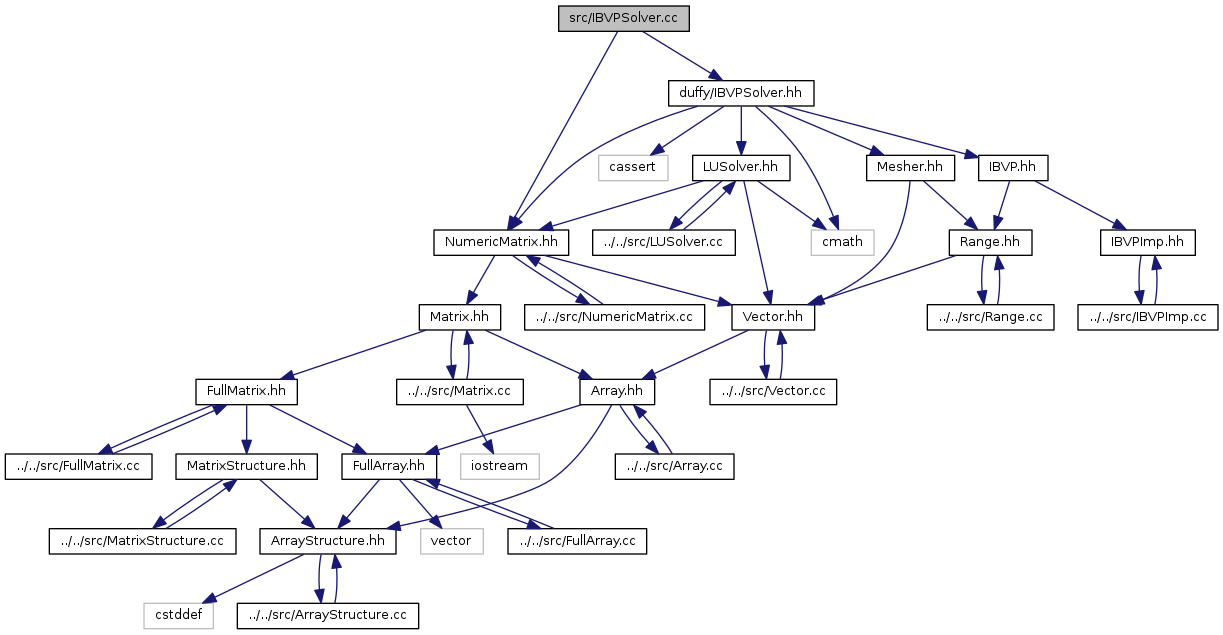 src/IBVPSolver.cc
duffy/IBVPSolver.hh
cassert
LUSolver.hh
Mesher.hh
IBVP.hh
NumericMatrix.hh
../../src/LUSolver.cc
cmath
Range.hh
IBVPImp.hh
Matrix.hh
../../src/NumericMatrix.cc
Vector.hh
../../src/Range.cc
../../src/IBVPImp.cc
FullMatrix.hh
../../src/Matrix.cc
Array.hh
../../src/Vector.cc
../../src/FullMatrix.cc
MatrixStructure.hh
FullArray.hh
iostream
../../src/Array.cc
../../src/MatrixStructure.cc
ArrayStructure.hh
vector
../../src/FullArray.cc
cstddef
../../src/ArrayStructure.cc